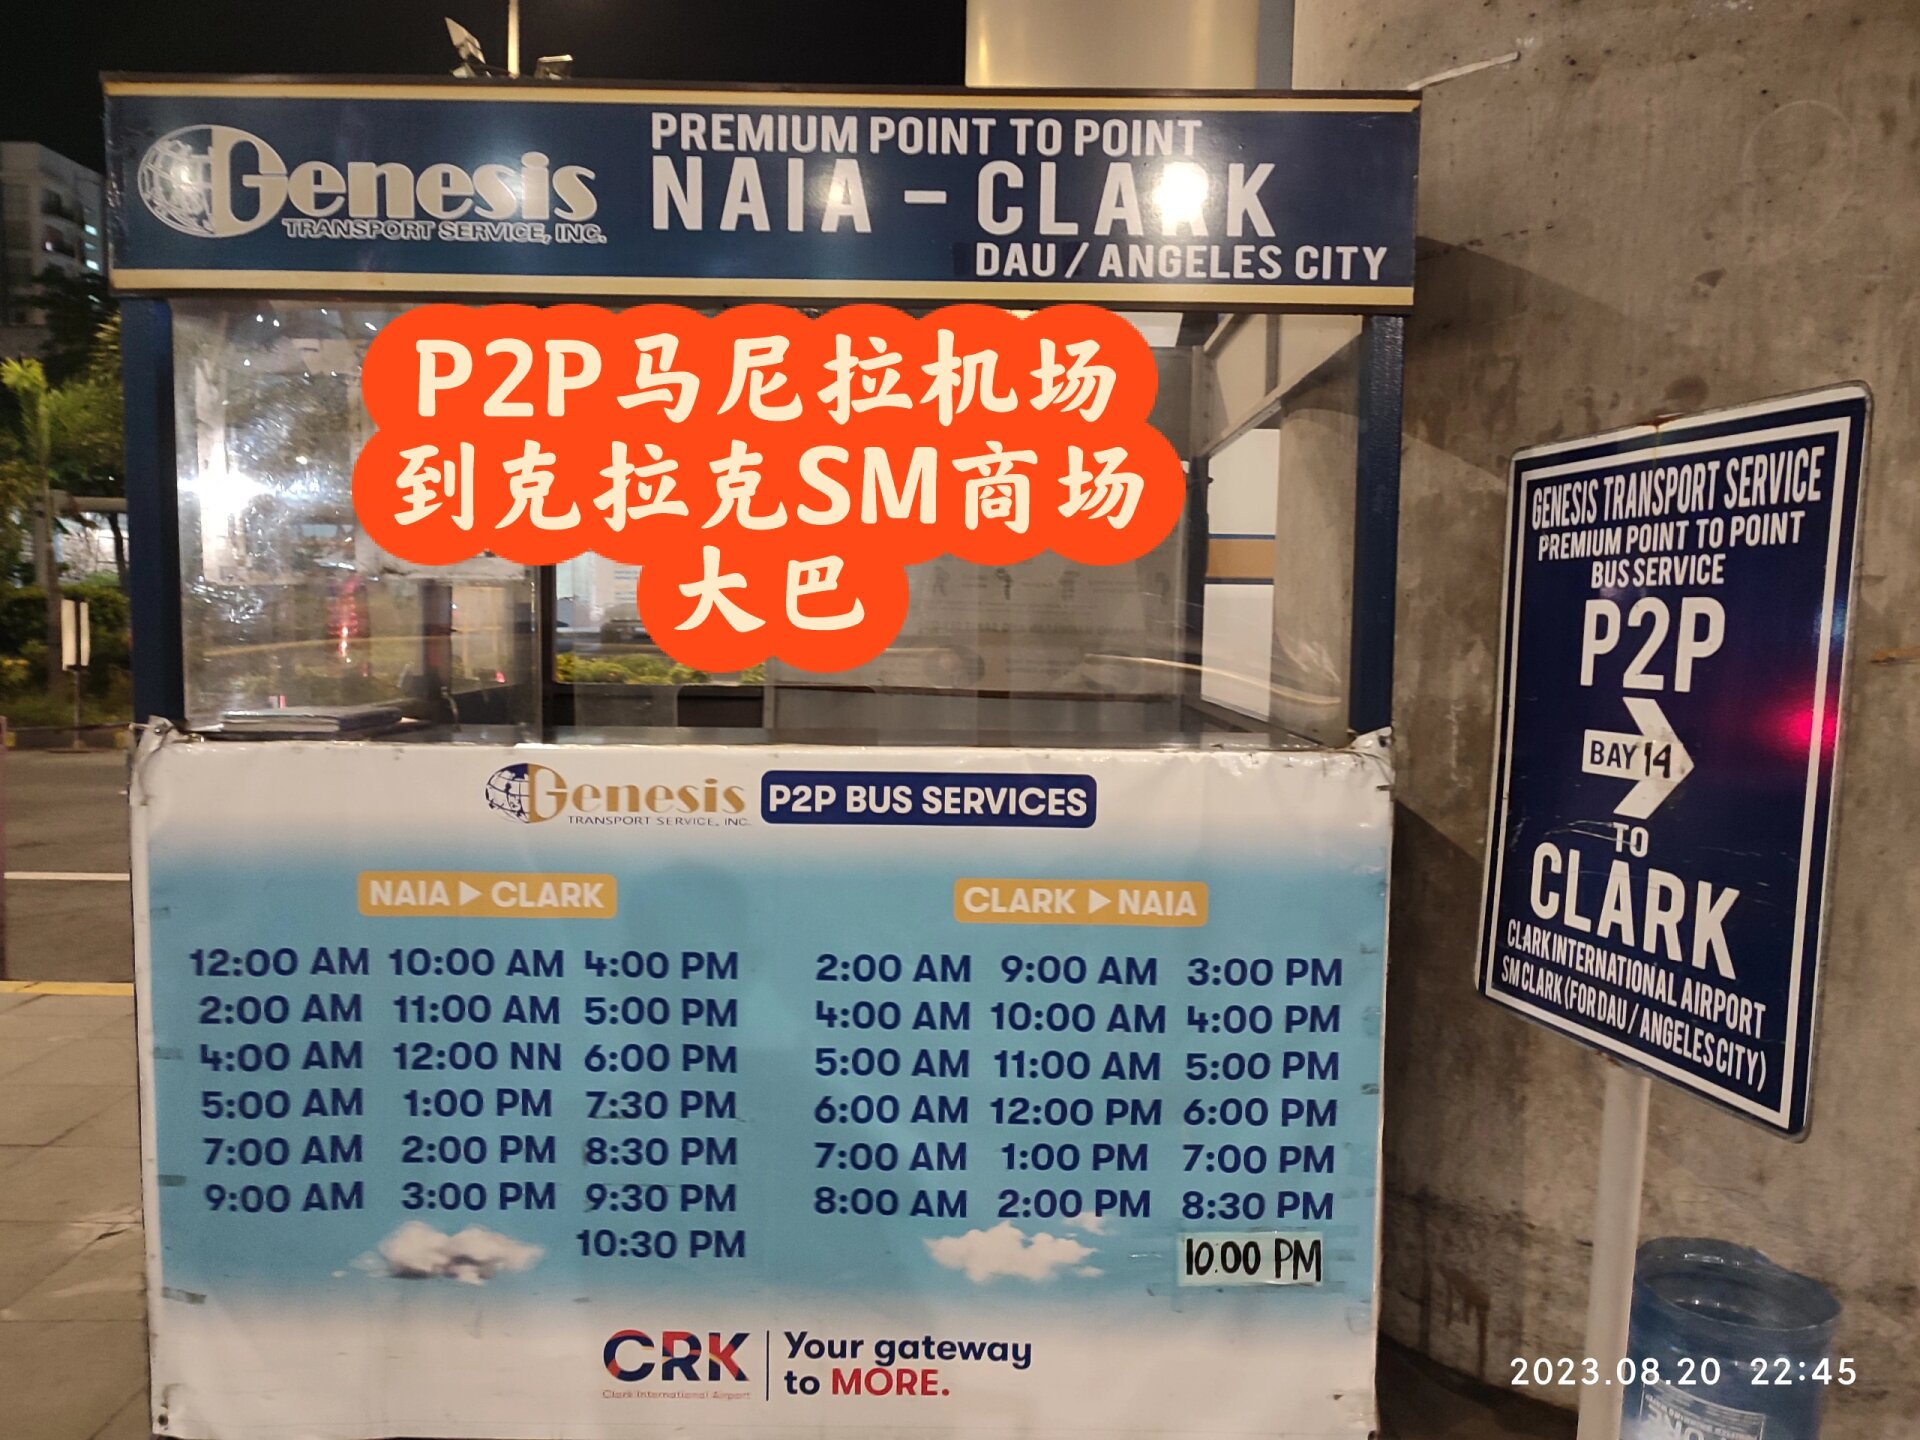 Genesis
TRANSPORT SERVICE, INC.
PREMIUM POINT TO POINT
NAIA - CLARK
DAU / ANGELES CITY
P2P马尼拉机场
到克拉克SM商场
大巴
GENESIS TRANSPORT SERVICE
PREMIUM POINT TO POINT
BUS SERVICE
P2P
BAY 14
TO
CLARK
CLARK INTERNATIONAL AIRPORT
SM CLARK (FOR DAU / ANGELES CITY)
Genesis
TRANSPORT SERVICE, INC.
P2P BUS SERVICES
NAIA ▶ CLARK
12:00 AM 10:00 AM 4:00 PM
2:00 AM 11:00 AM 5:00 PM
4:00 AM 12:00 NN 6:00 PM
5:00 AM 1:00 PM 7:30 PM
7:00 AM 2:00 PM 8:30 PM
9:00 AM 3:00 PM 9:30 PM
10:30 PM
CLARK ▶ NAIA
2:00 AM 9:00 AM 3:00 PM
4:00 AM 10:00 AM 4:00 PM
5:00 AM 11:00 AM 5:00 PM
6:00 AM 12:00 PM 6:00 PM
7:00 AM 1:00 PM 7:00 PM
8:00 AM 2:00 PM 8:30 PM
10:00 PM
CRK
Clark International Airport
Your gateway
to MORE.
2023.08.20 22:45